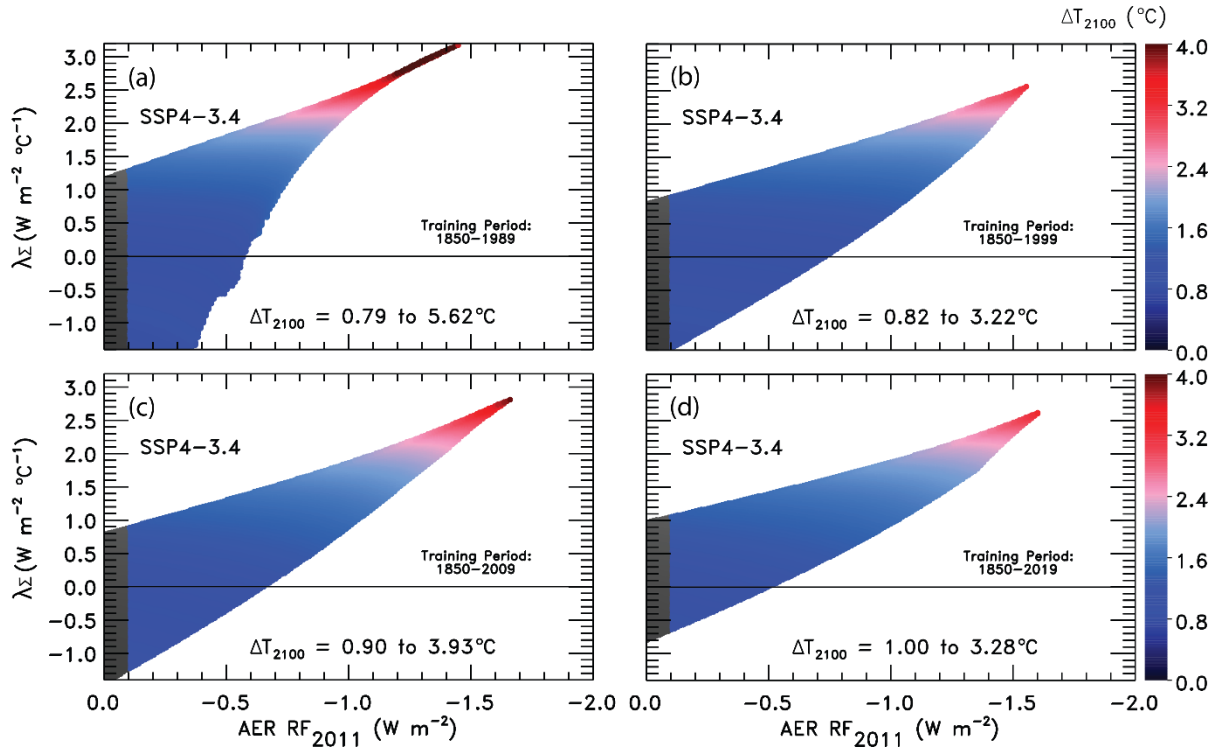 ΔT₂₁₀₀ (°C)
(a)
SSP4−3.4
Training Period:
1850−1989
ΔT₂₁₀₀ = 0.79 to 5.62°C
3.0
2.5
2.0
1.5
1.0
0.5
0.0
−0.5
−1.0
λΣ (W m⁻² °C⁻¹)
(b)
SSP4−3.4
Training Period:
1850−1999
ΔT₂₁₀₀ = 0.82 to 3.22°C
4.0
3.2
2.4
1.6
0.8
0.0
(c)
SSP4−3.4
Training Period:
1850−2009
ΔT₂₁₀₀ = 0.90 to 3.93°C
3.0
2.5
2.0
1.5
1.0
0.5
0.0
−0.5
−1.0
λΣ (W m⁻² °C⁻¹)
0.0 −0.5 −1.0 −1.5 −2.0
AER RF₂₀₁₁ (W m⁻²)
(d)
SSP4−3.4
Training Period:
1850−2019
ΔT₂₁₀₀ = 1.00 to 3.28°C
0.0 −0.5 −1.0 −1.5 −2.0
AER RF₂₀₁₁ (W m⁻²)
4.0
3.2
2.4
1.6
0.8
0.0